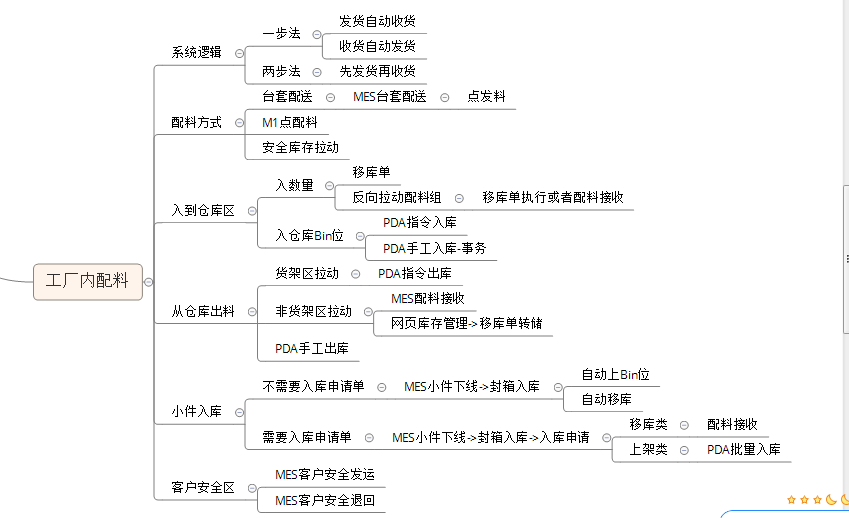 工厂内配料
系统逻辑
一步法
发货自动收货
收货自动发货
两步法
先发货再收货
配料方式
台套配送
MES台套配送
点发料
M1点配料
安全库存拉动
入到仓库区
入数量
移库单
反向拉动配料组
移库单执行或者配料接收
入仓库Bin位
PDA指令入库
PDA手工入库-事务
从仓库出料
货架区拉动
PDA指令出库
非货架区拉动
MES配料接收
网页库存管理->移库单转储
PDA手工出库
小件入库
不需要入库申请单
MES小件下线->封箱入库
自动上Bin位
自动移库
需要入库申请单
MES小件下线->封箱入库->入库申请
移库类
配料接收
上架类
PDA批量入库
客户安全区
MES客户安全发运
MES客户安全退回